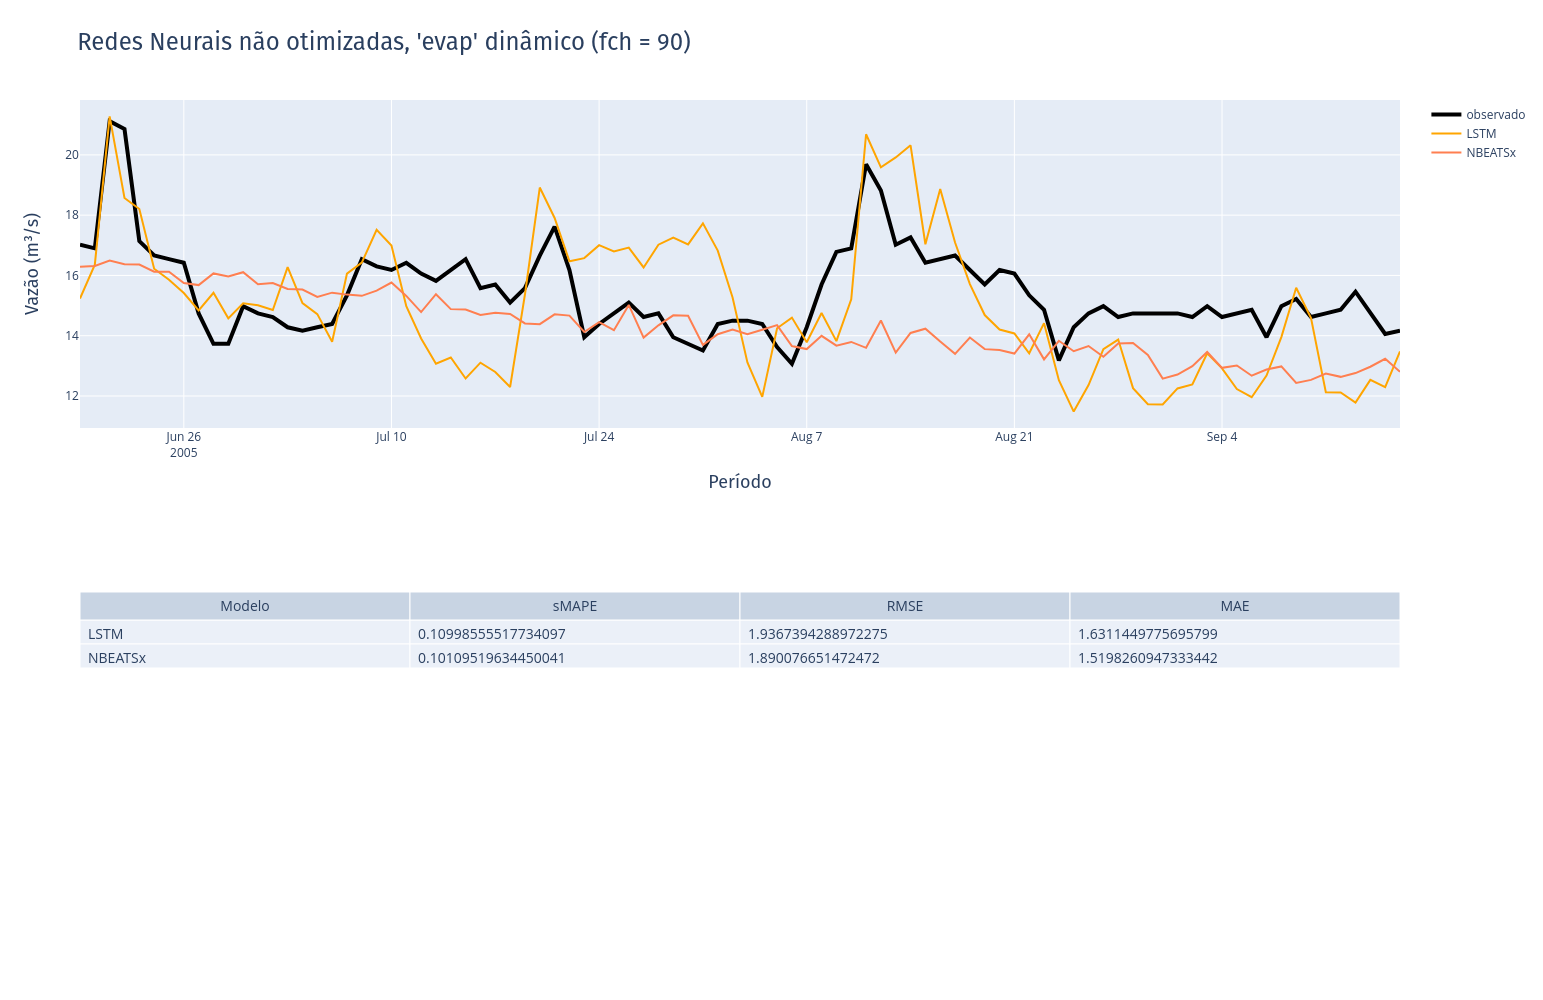 Redes Neurais não otimizadas, 'evap' dinâmico (fch = 90)
observado
LSTM
NBEATSx
Vazão (m³/s)
20
18
16
14
12
Jun 26
2005
Jul 10
Jul 24
Aug 7
Aug 21
Sep 4
Período
Modelo sMAPE RMSE MAE
LSTM 0.10998555517734097 1.9367394288972275 1.6311449775695799
NBEATSx 0.10109519634450041 1.890076651472472 1.5198260947333442